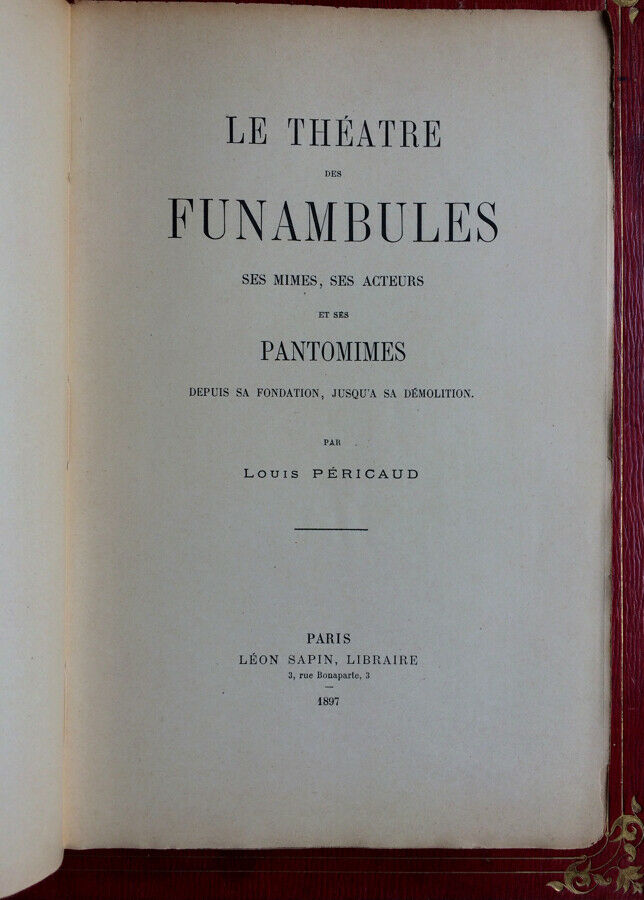 LE THÉATRE
DES
FUNAMBULES
SES MIMES, SES ACTEURS
ET SES
PANTOMIMES
DEPUIS SA FONDATION, JUSQU'A SA DÉMOLITION.
PAR
LOUIS PÉRICAUD
PARIS
LÉON SAPIN, LIBRAIRE
3, rue Bonaparte, 3
1897